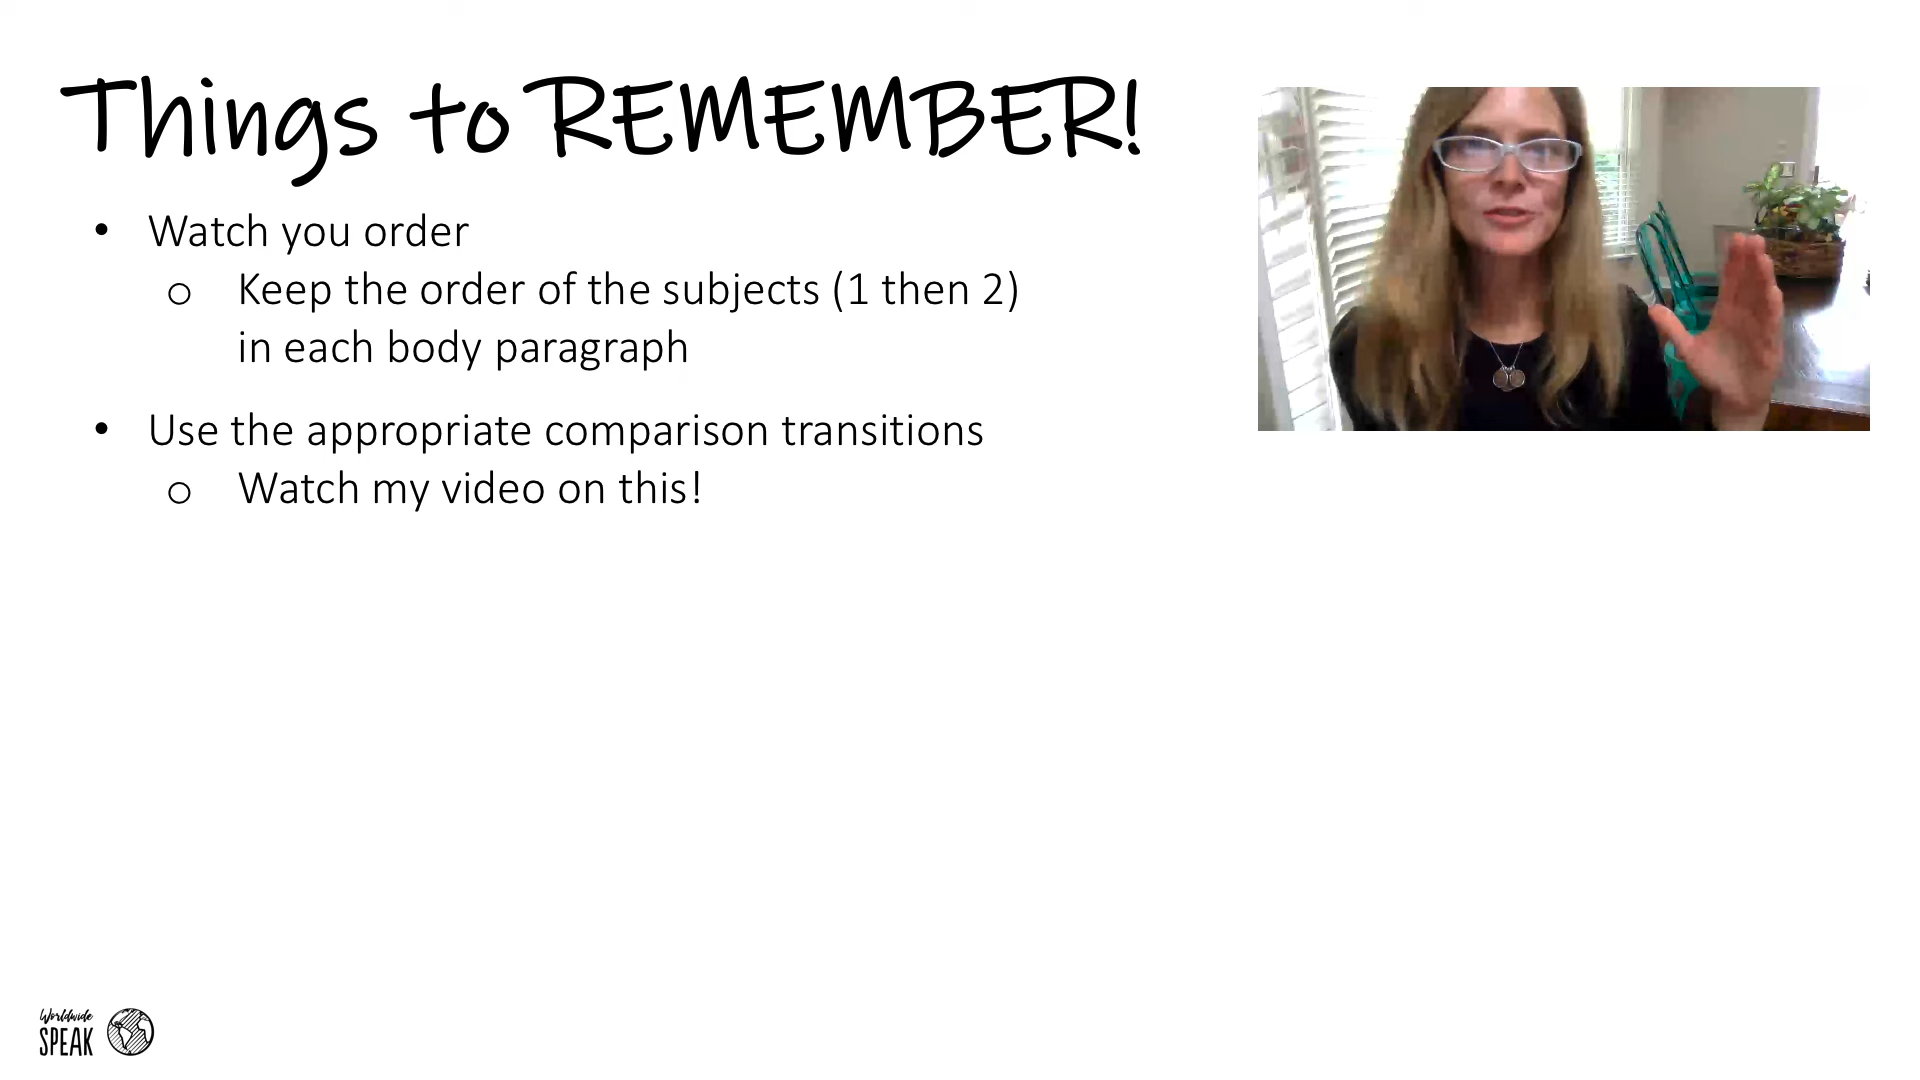 Things to REMEMBER!
• Watch you order
o Keep the order of the subjects (1 then 2)
in each body paragraph
• Use the appropriate comparison transitions
o Watch my video on this!
Worldwide
SPEAK